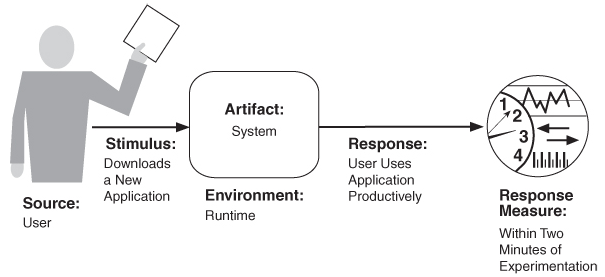 Source:
User
Stimulus:
Downloads
a New
Application
Artifact:
System
Environment:
Runtime
Response:
User Uses
Application
Productively
1
2
3
4
Response
Measure:
Within Two
Minutes of
Experimentation